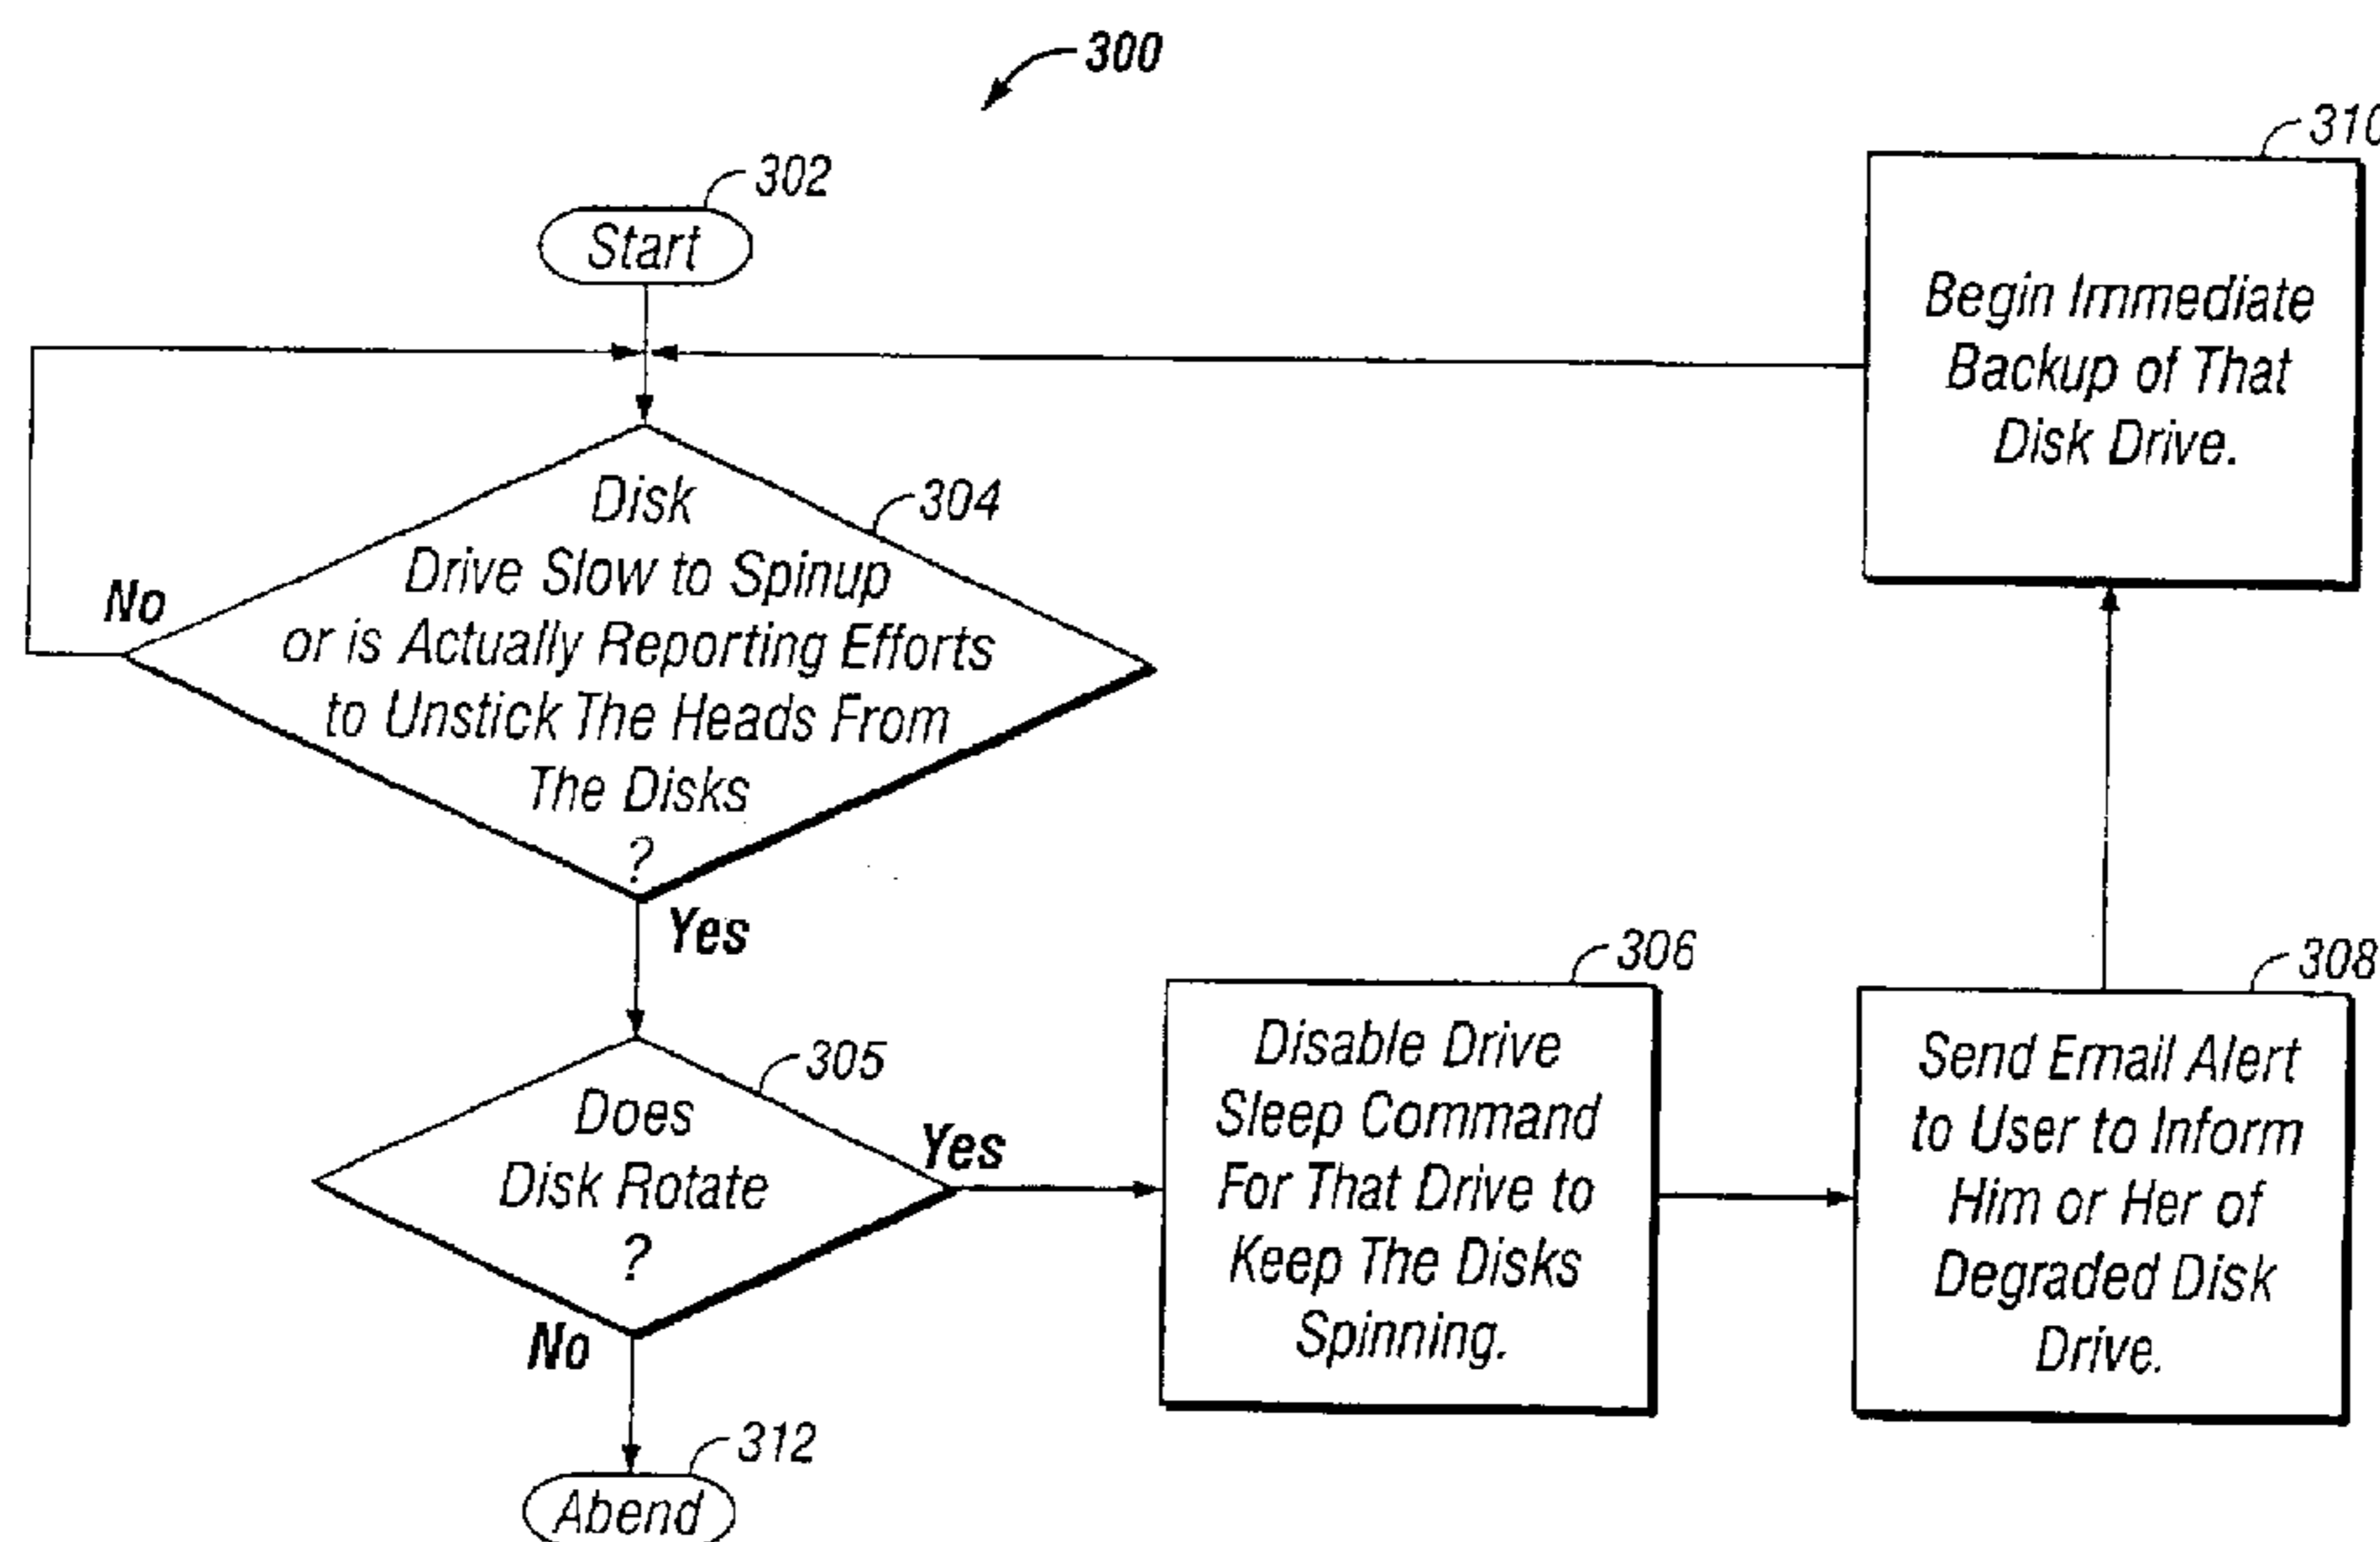 300
302
Start
304
Disk
Drive Slow to Spinup
or is Actually Reporting Efforts
to Unstick The Heads From
The Disks
?
No
Yes
305
Does
Disk Rotate
?
Yes
No
312
Abend
306
Disable Drive
Sleep Command
For That Drive to
Keep The Disks
Spinning.
308
Send Email Alert
to User to Inform
Him or Her of
Degraded Disk
Drive.
310
Begin Immediate
Backup of That
Disk Drive.